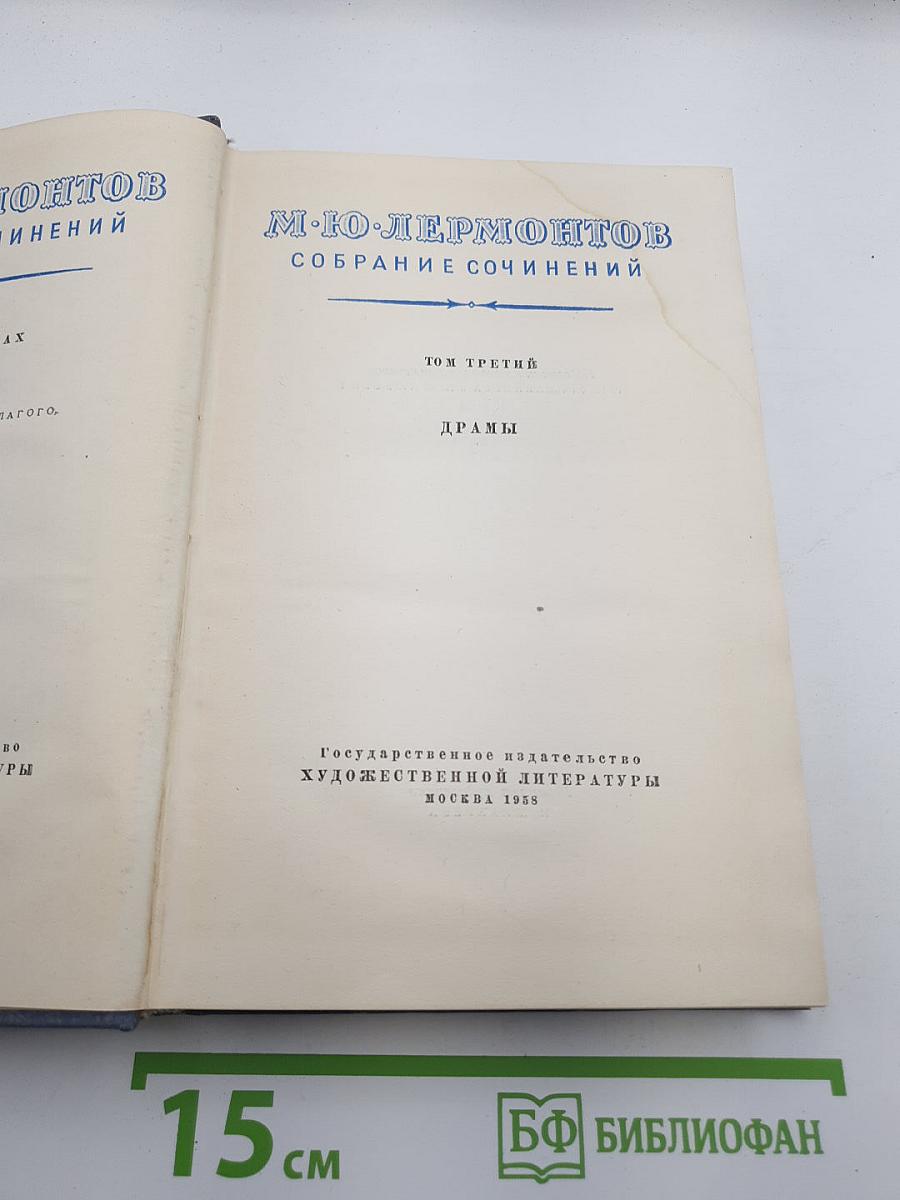 МОНТОВ
ЧИНЕНИЙ
АХ
ЛАГОГО,
ВО
УРЫ
М·Ю·ЛЕРМОНТОВ
СОБРАНИЕ СОЧИНЕНИЙ
ТОМ ТРЕТИЙ
ДРАМЫ
Государственное издательство
ХУДОЖЕСТВЕННОЙ ЛИТЕРАТУРЫ
МОСКВА 1958
15 см
БФ БИБЛИОФАН